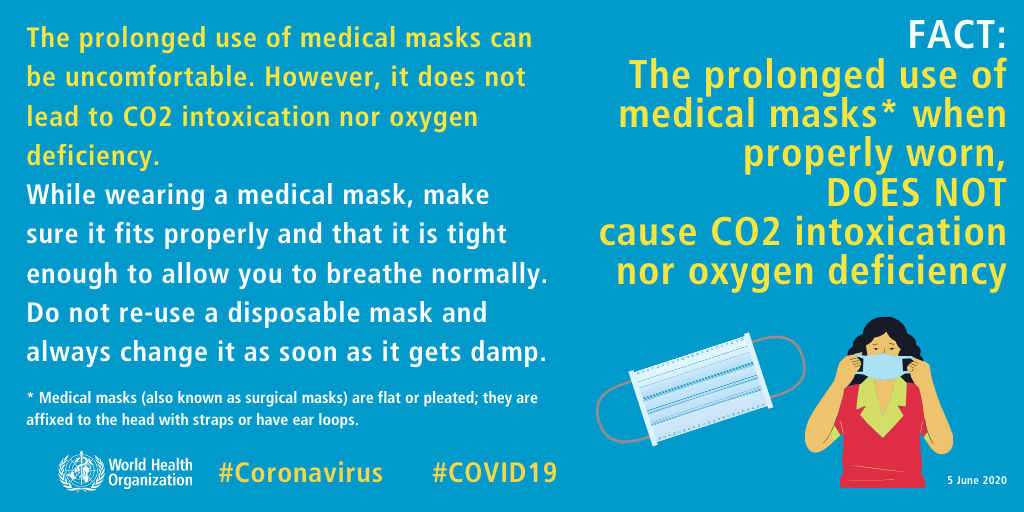 The prolonged use of medical masks can
be uncomfortable. However, it does not
lead to CO2 intoxication nor oxygen
deficiency.
While wearing a medical mask, make
sure it fits properly and that it is tight
enough to allow you to breathe normally.
Do not re-use a disposable mask and
always change it as soon as it gets damp.
* Medical masks (also known as surgical masks) are flat or pleated; they are
affixed to the head with straps or have ear loops.
World Health
Organization
#Coronavirus
#COVID19
FACT:
The prolonged use of
medical masks* when
properly worn,
DOES NOT
cause CO2 intoxication
nor oxygen deficiency
5 June 2020